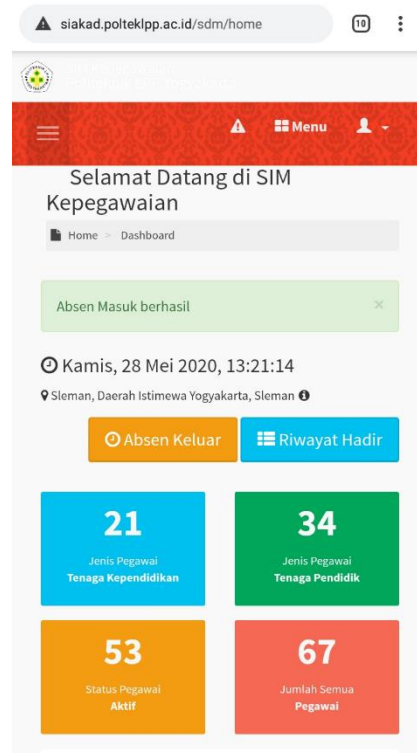 siakad.polteklpp.ac.id/sdm/home
10
Menu
Selamat Datang di SIM
Kepegawaian
Home > Dashboard
Absen Masuk berhasil ×
Kamis, 28 Mei 2020, 13:21:14
Sleman, Daerah Istimewa Yogyakarta, Sleman
Absen Keluar
Riwayat Hadir
21
Jenis Pegawai
Tenaga Kependidikan
34
Jenis Pegawai
Tenaga Pendidik
53
Status Pegawai
Aktif
67
Jumlah Semua
Pegawai